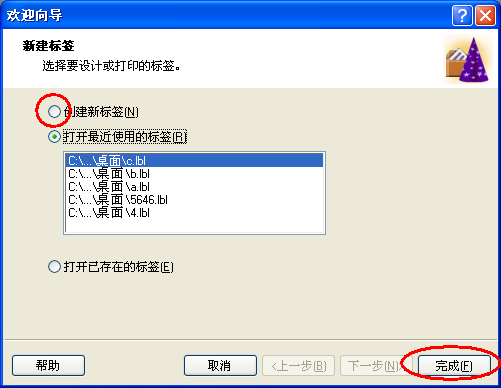 欢迎向导
新建标签
选择要设计或打印的标签。
创建新标签(N)
打开最近使用的标签(R)
C:\...\桌面\c.lbl
C:\...\桌面\b.lbl
C:\...\桌面\a.lbl
C:\...\桌面\5646.lbl
C:\...\桌面\4.lbl
打开已存在的标签(E)
帮助 取消 <上一步(B) 下一步(N)> 完成(F)